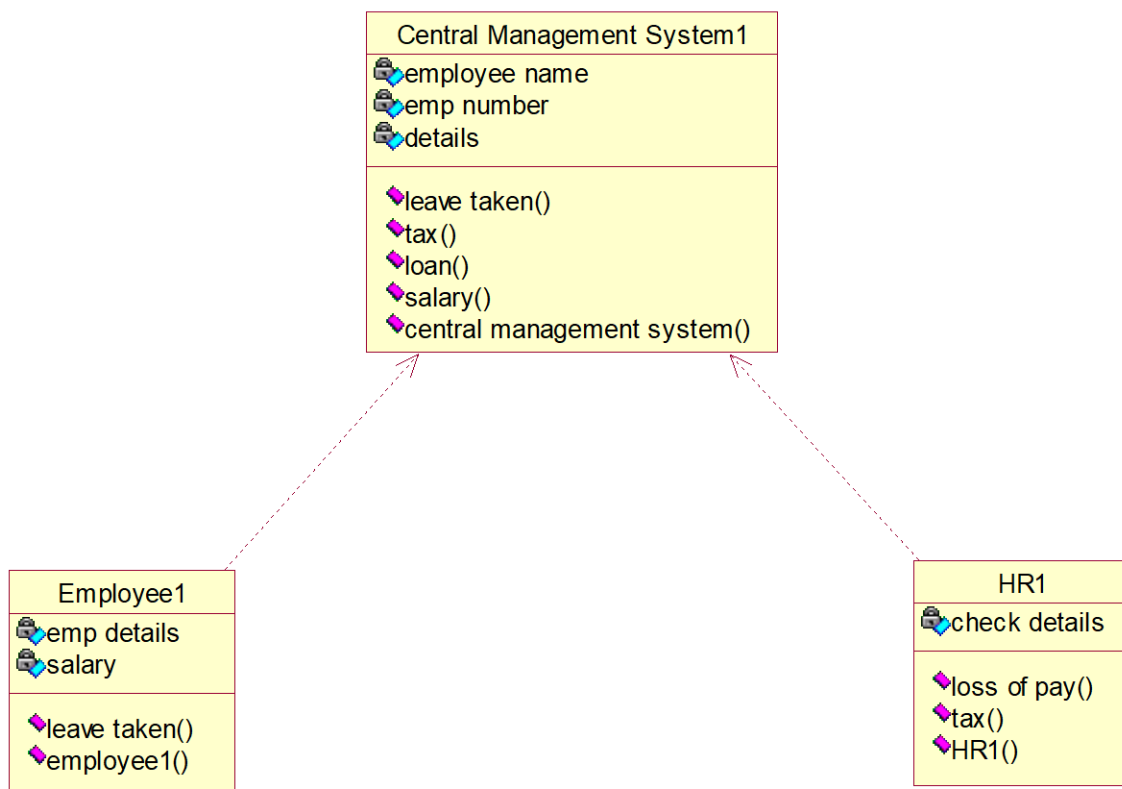 Central Management System1
employee name
emp number
details
leave taken()
tax()
loan()
salary()
central management system()
Employee1
emp details
salary
leave taken()
employee1()
HR1
check details
loss of pay()
tax()
HR1()